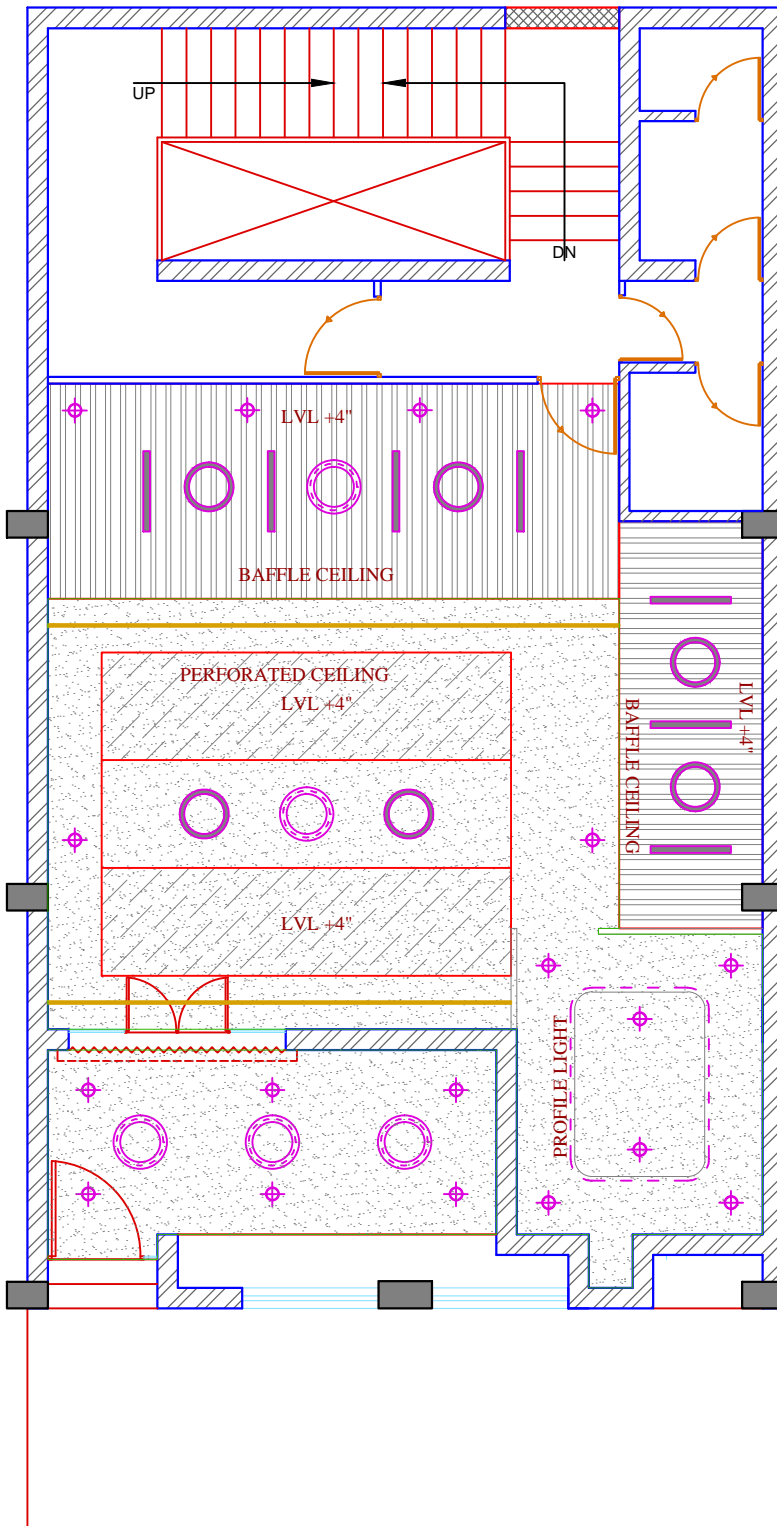 UP
DN
LVL +4"
BAFFLE CEILING
PERFORATED CEILING
LVL +4"
LVL +4"
BAFFLE CEILING
LVL +4"
PROFILE LIGHT